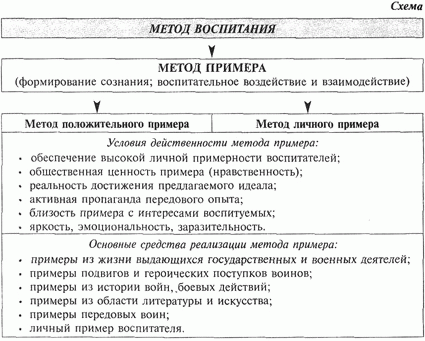 Схема
МЕТОД ВОСПИТАНИЯ
МЕТОД ПРИМЕРА
(формирование сознания; воспитательное воздействие и взаимодействие)
Метод положительного примера Метод личного примера
Условия действенности метода примера:
• обеспечение высокой личной примерности воспитателей;
• общественная ценность примера (нравственность);
• реальность достижения предлагаемого идеала;
• активная пропаганда передового опыта;
• близость примера с интересами воспитуемых;
• яркость, эмоциональность, заразительность.
Основные средства реализации метода примера:
• примеры из жизни выдающихся государственных и военных деятелей;
• примеры подвигов и героических поступков воинов;
• примеры из истории войн, боевых действий;
• примеры из области литературы и искусства;
• примеры передовых воин;
• личный пример воспитателя.